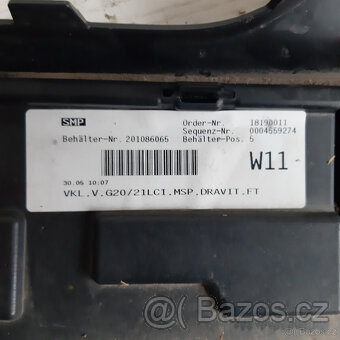 SMP
Order-Nr. 18190011
Sequenz-Nr. 0004559274
Behälter-Nr. 201086065 Behälter-Pos. 5
W11
30.06 10:07
VKL.V.G20/21LCI.MSP.DRAVIT.FT
Bazoš.cz